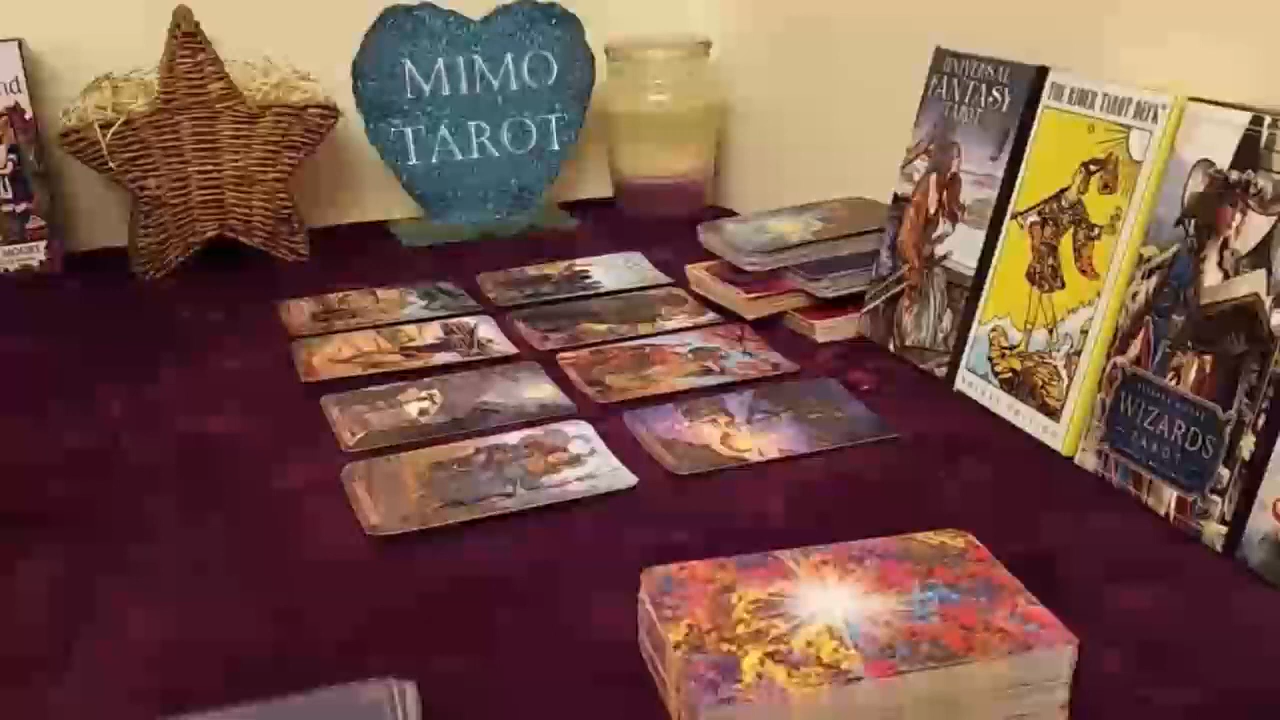 MIMO
TAROT
UNIVERSAL
FANTASY
TAROT
THE RIDER TAROT DECK
WIZARDS
TAROT